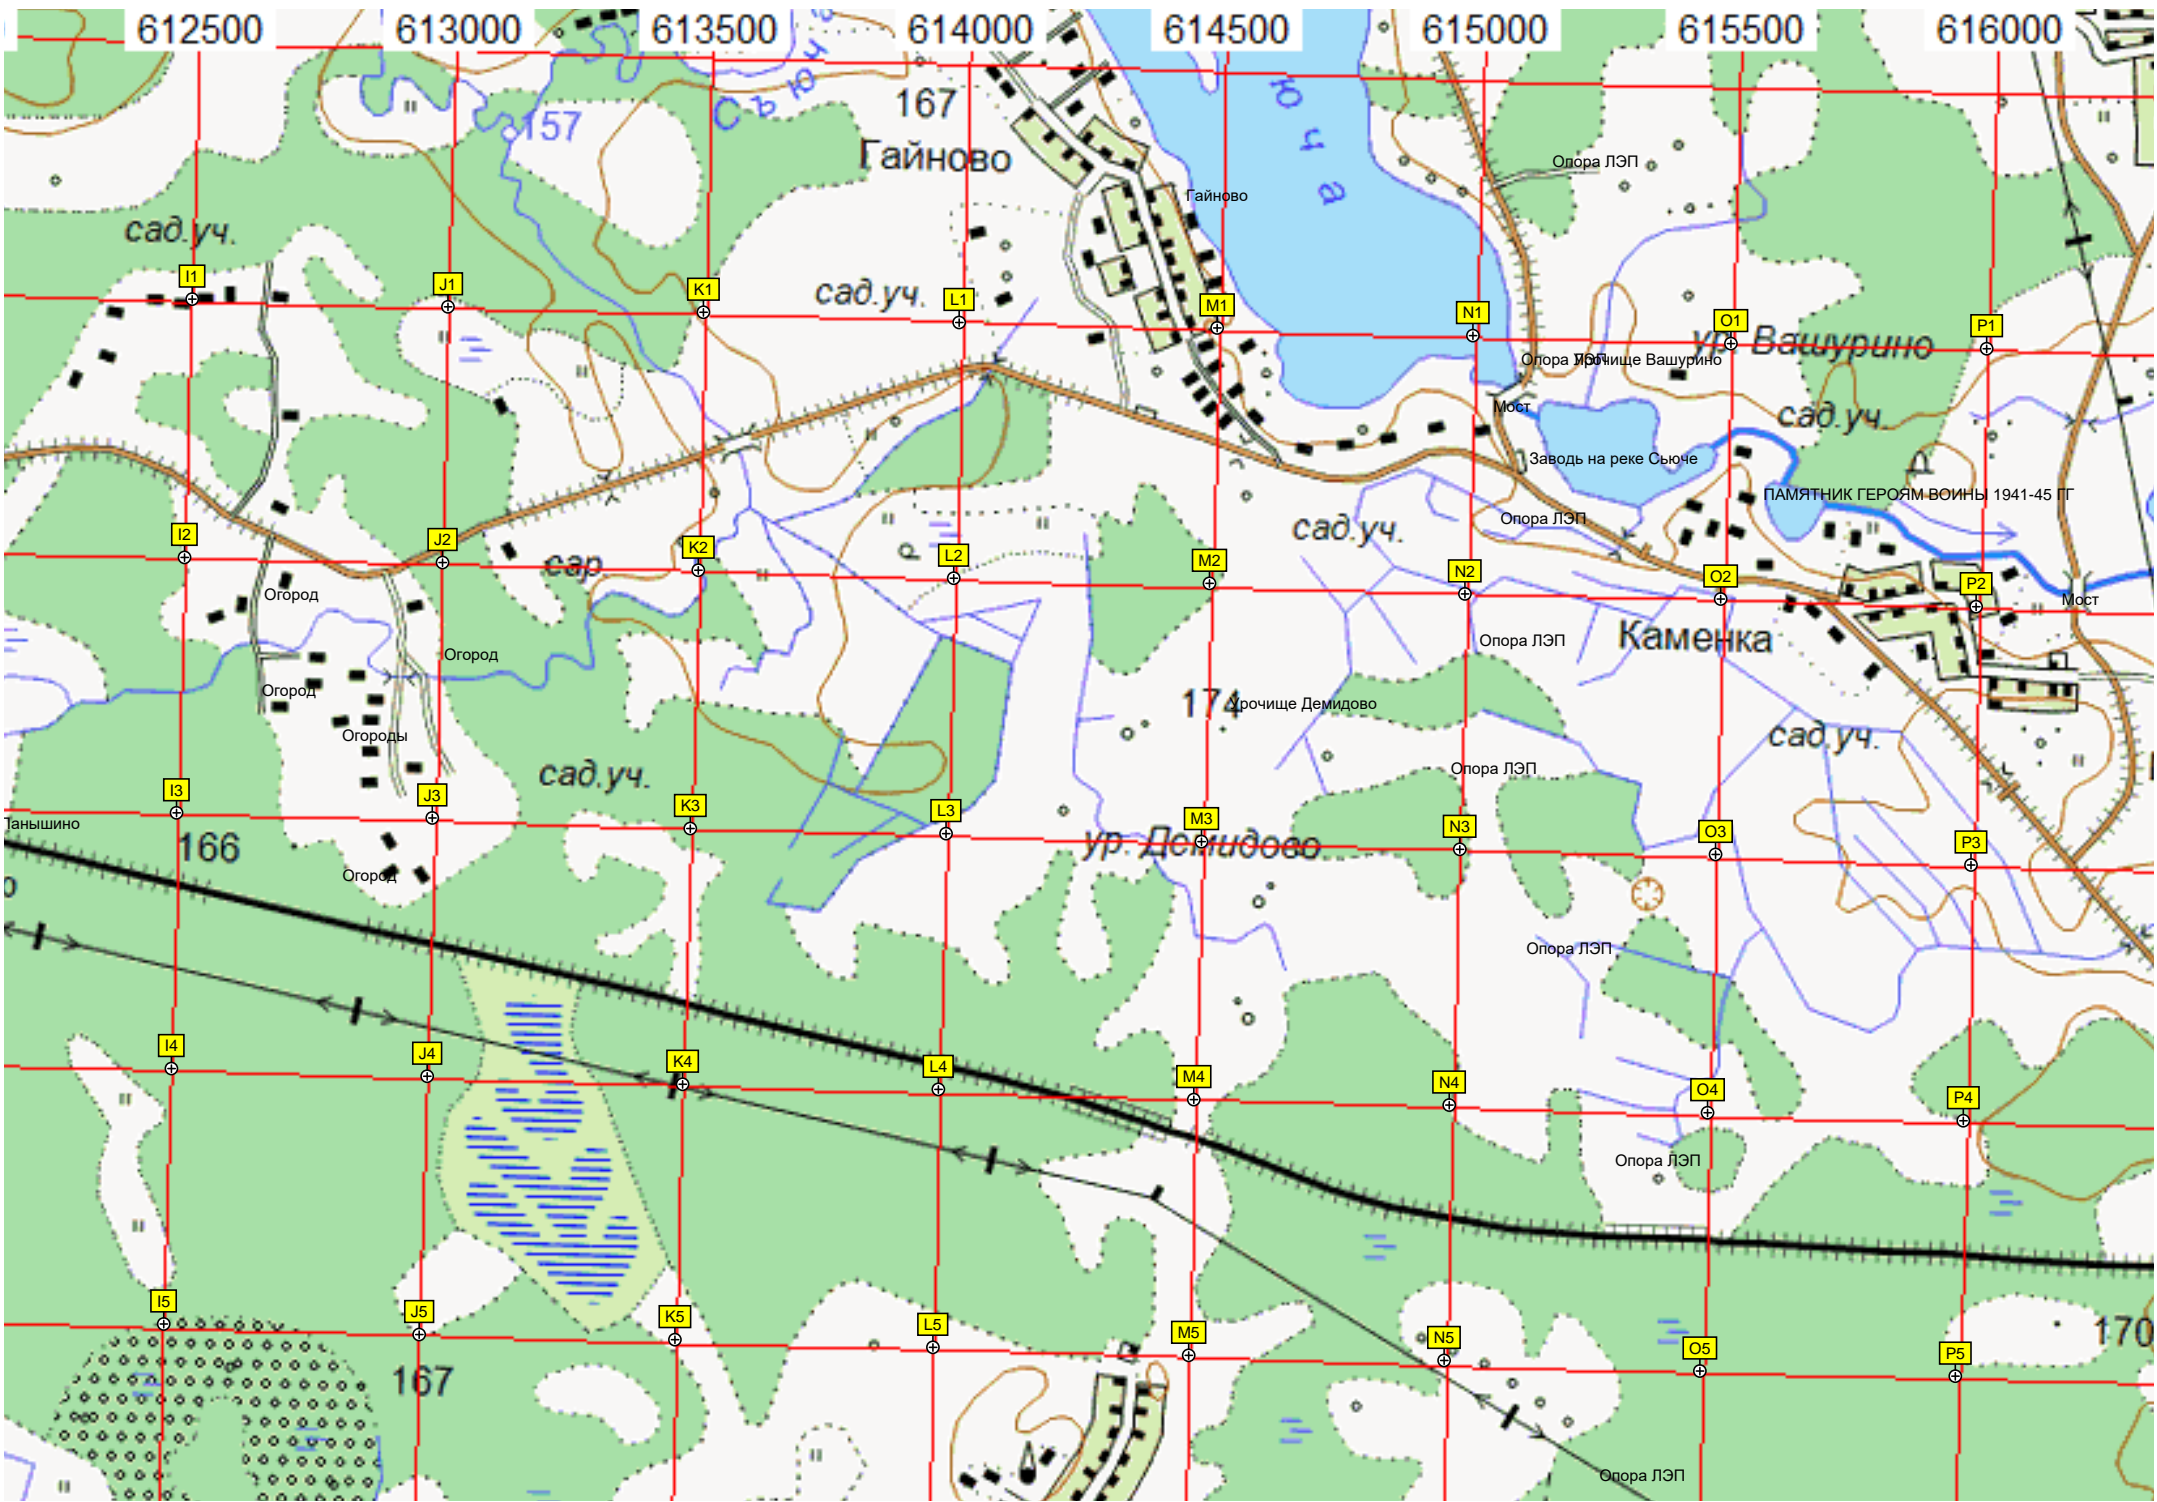 612500 613000 613500 614000 614500 615000 615500 616000
Съюч
юча
157
167
Гайново
Гайново
Опора ЛЭП
сад.уч.
сад.уч.
I1 J1 K1 L1 M1 N1 O1 P1
ур. Вашурино
Опора ЛЭП
Урочище Вашурино
Мост
сад.уч.
Заводь на реке Сьюче
ПАМЯТНИК ГЕРОЯМ ВОИНЫ 1941-45 ГГ
Опора ЛЭП
сад.уч.
I2 J2 K2 L2 M2 N2 O2 P2
сар
Огород
Мост
Каменка
Опора ЛЭП
Огород
Огород
174
Урочище Демидово
Огороды
сад.уч.
сад.уч.
Опора ЛЭП
I3 J3 K3 L3 M3 N3 O3 P3
Панышино
166
ур. Демидово
Огород
Опора ЛЭП
I4 J4 K4 L4 M4 N4 O4 P4
Опора ЛЭП
I5 J5 K5 L5 M5 N5 O5 P5
170
167
Опора ЛЭП